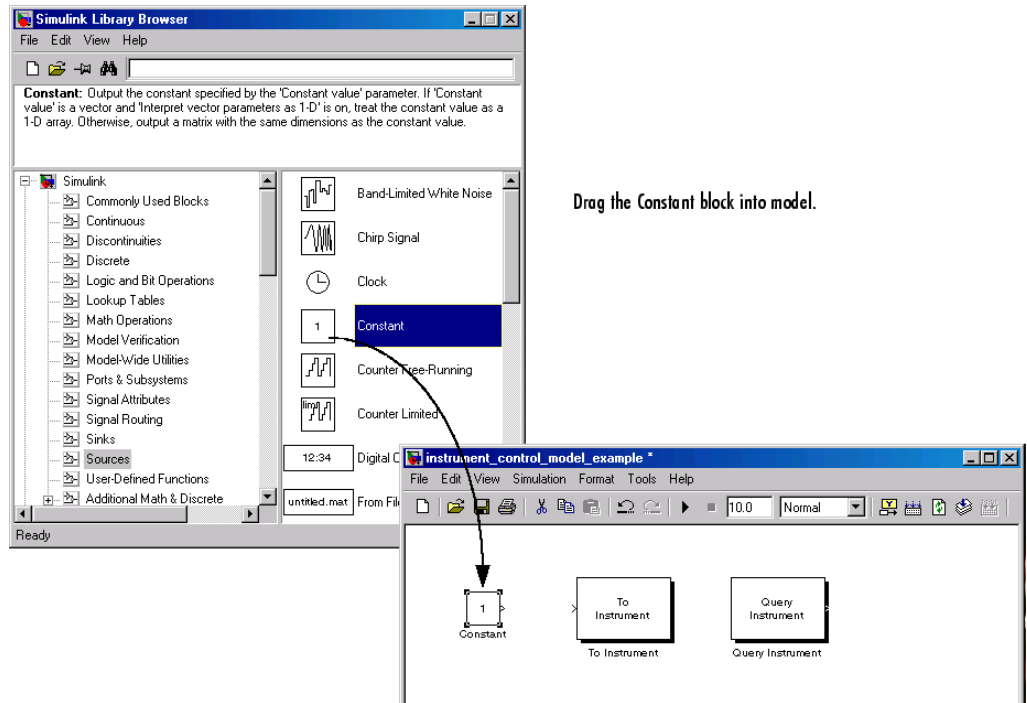 Simulink Library Browser
File Edit View Help
Constant: Output the constant specified by the 'Constant value' parameter. If 'Constant
value' is a vector and 'Interpret vector parameters as 1-D' is on, treat the constant value as a
1-D array. Otherwise, output a matrix with the same dimensions as the constant value.
Simulink
Commonly Used Blocks
Continuous
Discontinuities
Discrete
Logic and Bit Operations
Lookup Tables
Math Operations
Model Verification
Model-Wide Utilities
Ports & Subsystems
Signal Attributes
Signal Routing
Sinks
Sources
User-Defined Functions
Additional Math & Discrete
Band-Limited White Noise
Chirp Signal
Clock
1 Constant
Counter Free-Running
lim Counter Limited
12:34 Digital C
untitled.mat From Fil
Ready
Drag the Constant block into model.
instrument_control_model_example *
File Edit View Simulation Format Tools Help
10.0 Normal
1
Constant
To
Instrument
To Instrument
Query
Instrument
Query Instrument